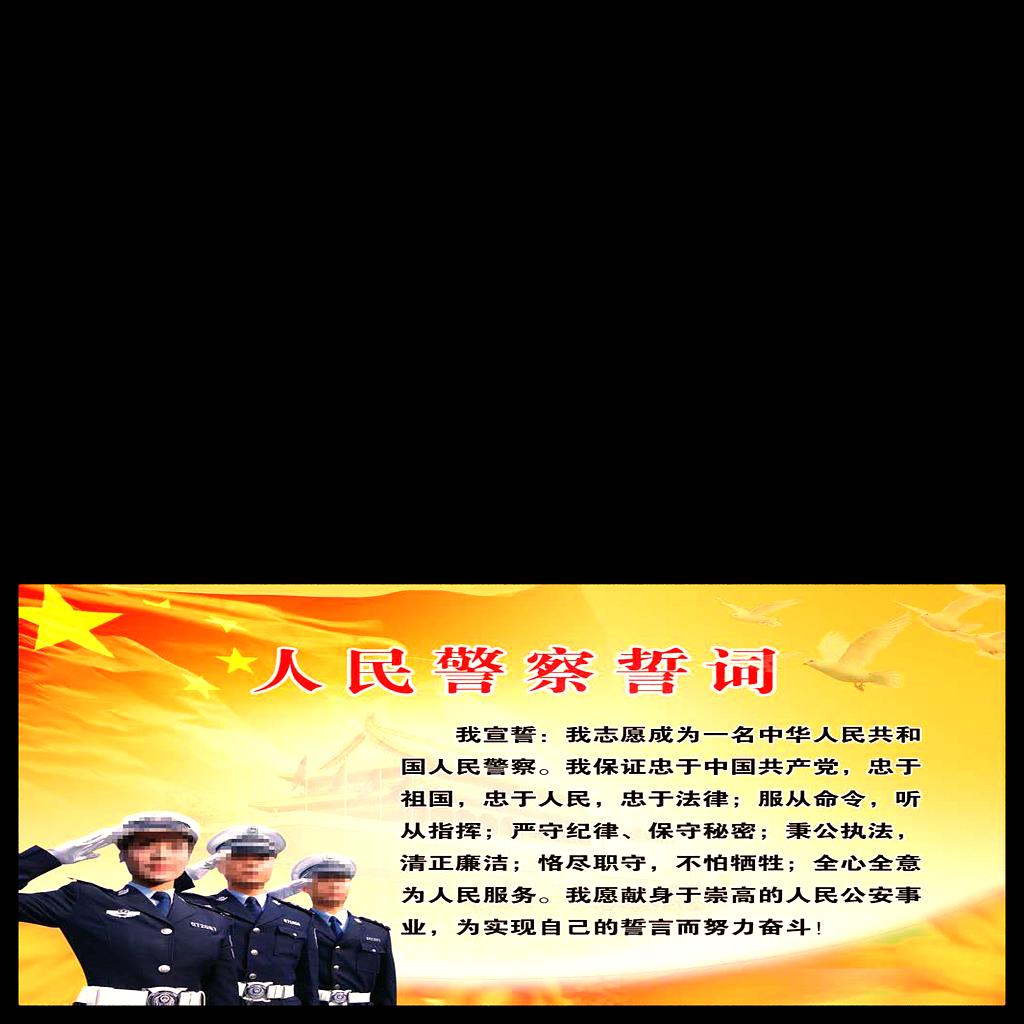 人民警察誓词
我宣誓：我志愿成为一名中华人民共和
国人民警察。我保证忠于中国共产党，忠于
祖国，忠于人民，忠于法律；服从命令，听
从指挥；严守纪律、保守秘密；秉公执法，
清正廉洁；恪尽职守，不怕牺牲；全心全意
为人民服务。我愿献身于崇高的人民公安事
业，为实现自己的誓言而努力奋斗！